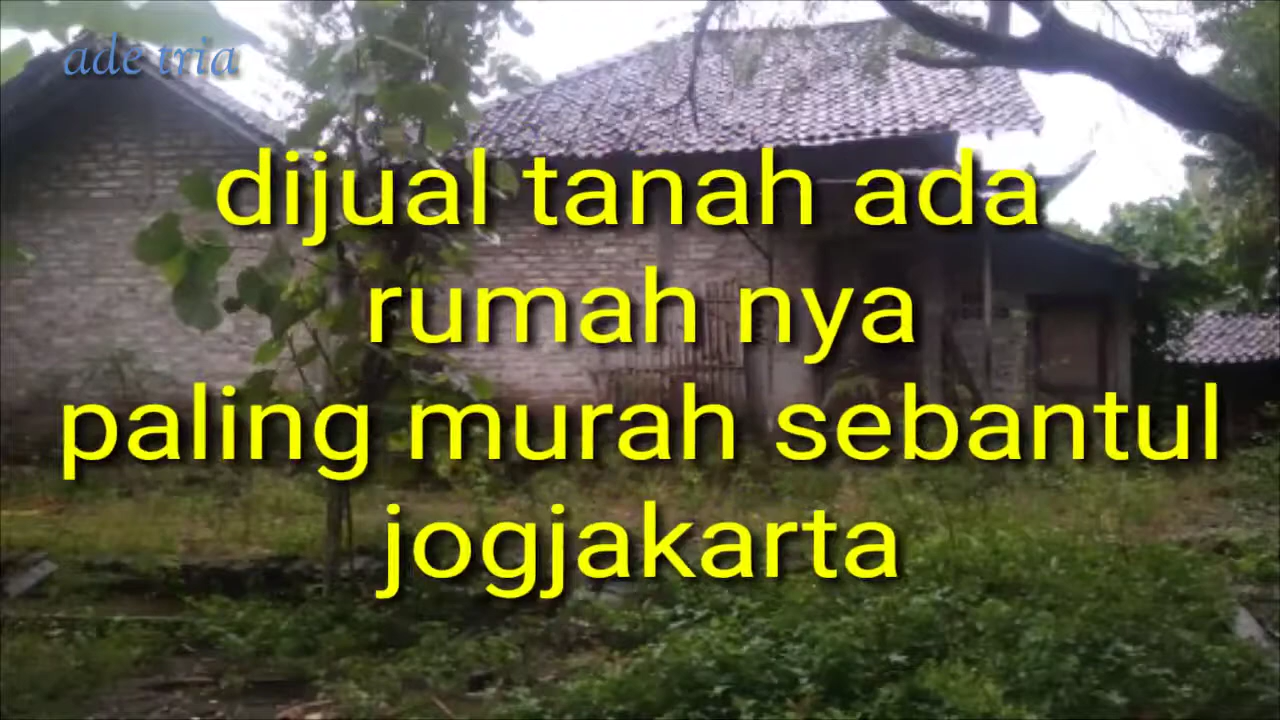 ade tria
dijual tanah ada
rumah nya
paling murah sebantul
jogjakarta